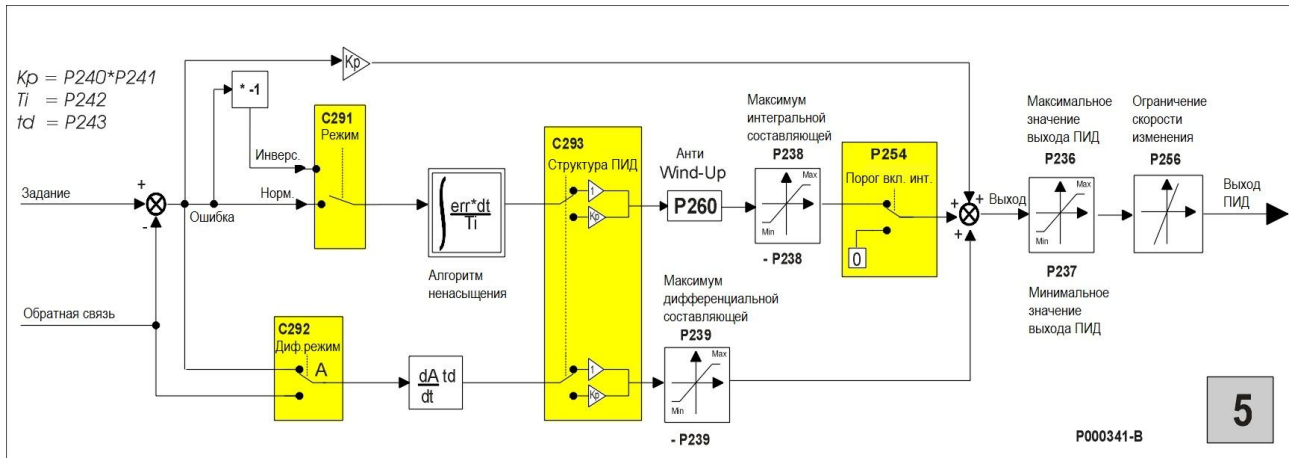 Kp = P240*P241
Ti = P242
td = P243
Kp
* -1
C291
Режим
Инверс.
Норм.
Задание
+
-
Ошибка
Обратная связь
err*dt
Ti
Алгоритм
ненасыщения
C292
Диф.режим
A
dA
dt
td
C293
Структура ПИД
1
Kp
1
Kp
Анти
Wind-Up
P260
Максимум
интегральной
составляющей
P238
Max
Min
- P238
Максимум
дифференциальной
составляющей
P239
Max
Min
- P239
P254
Порог вкл. инт.
0
+
+
+
Выход
Максимальное
значение
выхода ПИД
P236
Max
Min
P237
Минимальное
значение
выхода ПИД
Ограничение
скорости
изменения
P256
Выход
ПИД
P000341-B
5